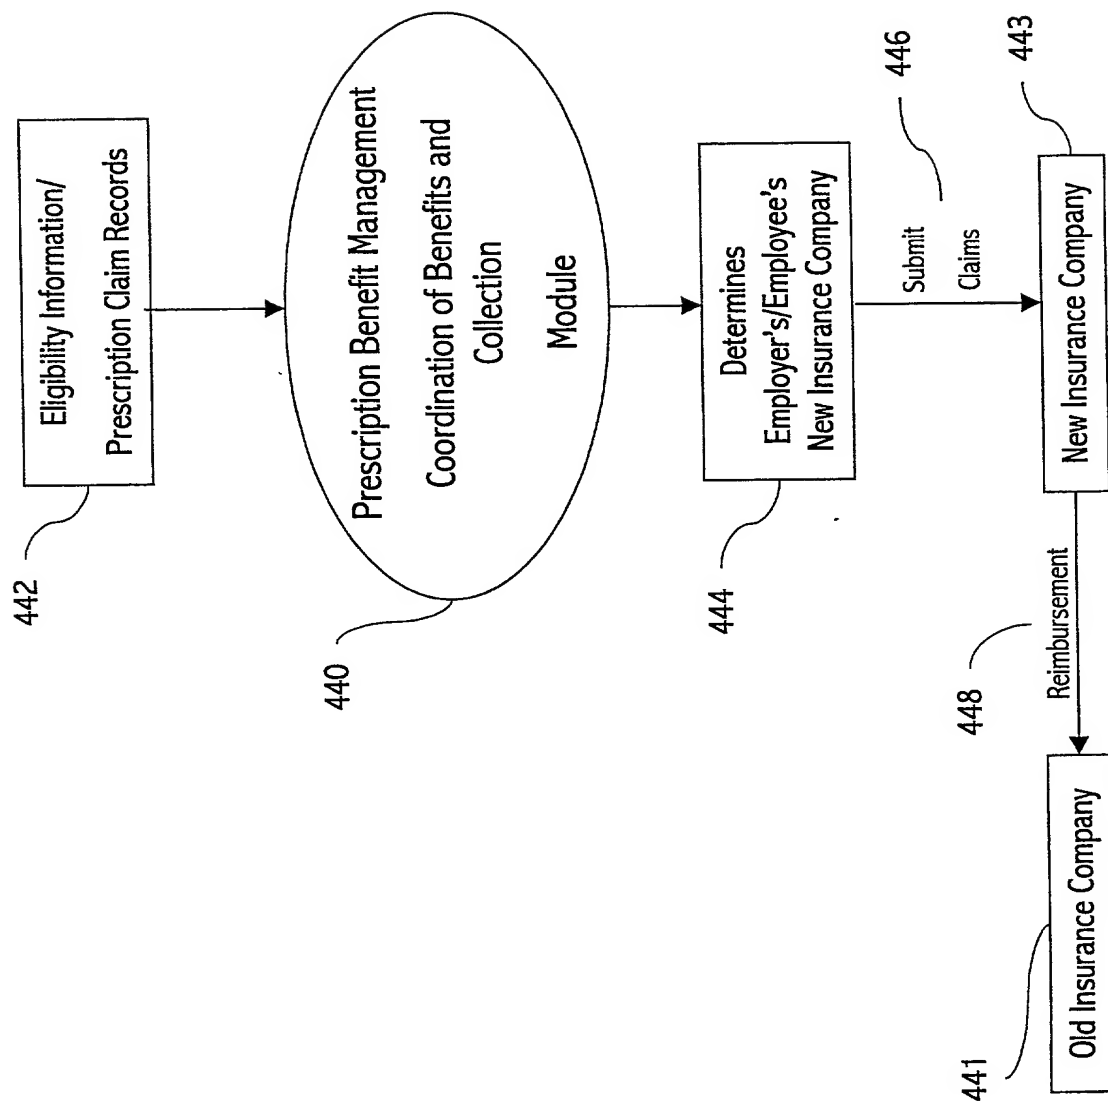 442
Eligibility Information/
Prescription Claim Records
440
Prescription Benefit Management
Coordination of Benefits and
Collection
Module
444
Determines
Employer's/Employee's
New Insurance Company
446
Submit
Claims
443
New Insurance Company
448
Reimbursement
441
Old Insurance Company